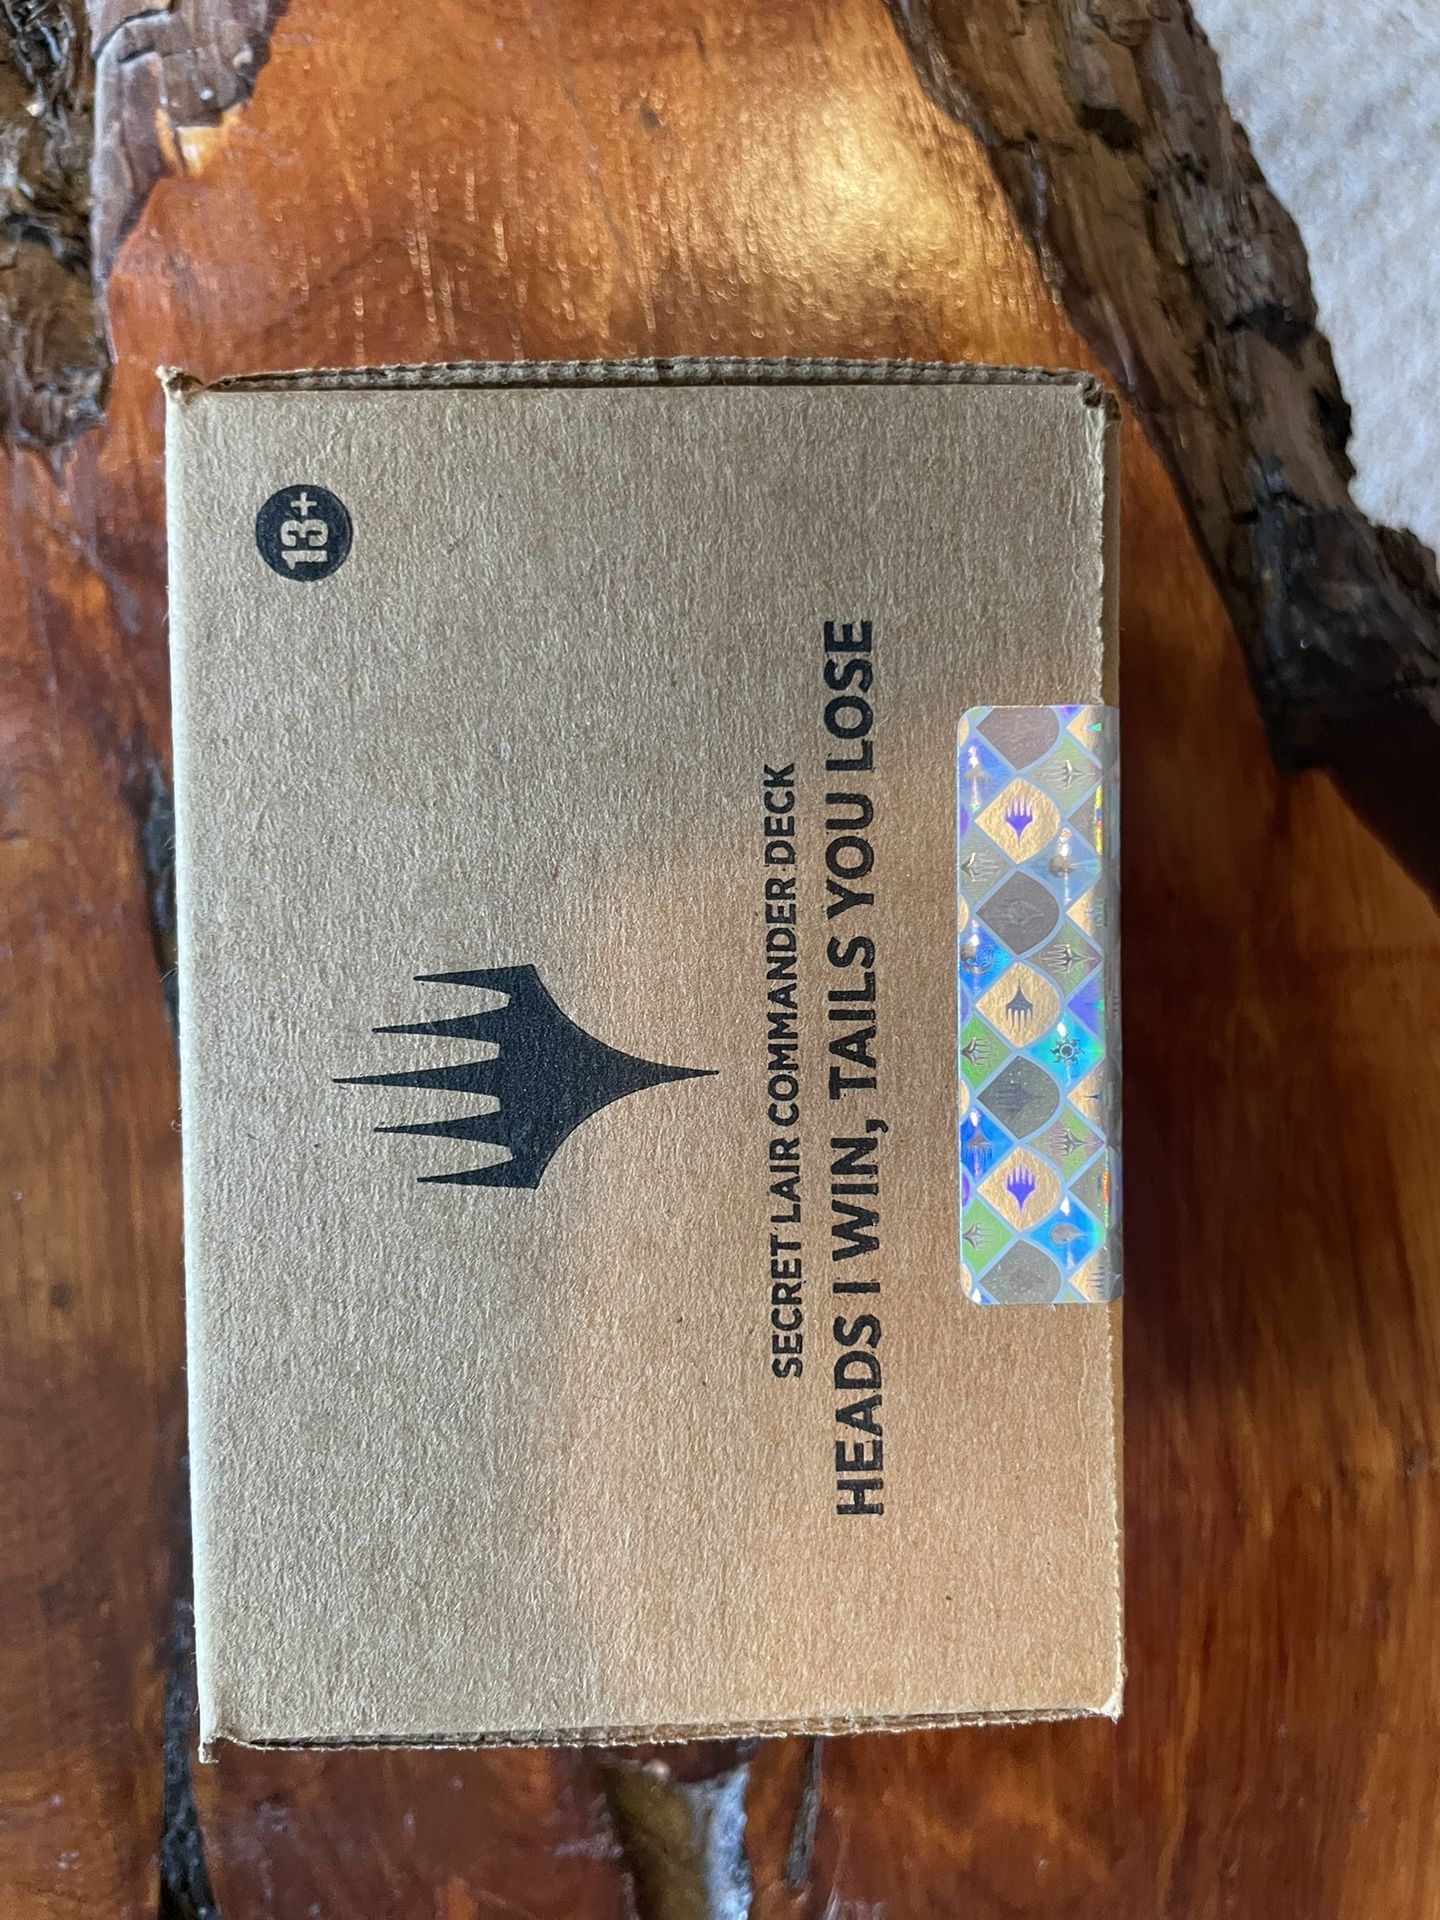 13+
SECRET LAIR COMMANDER DECK
HEADS I WIN, TAILS YOU LOSE